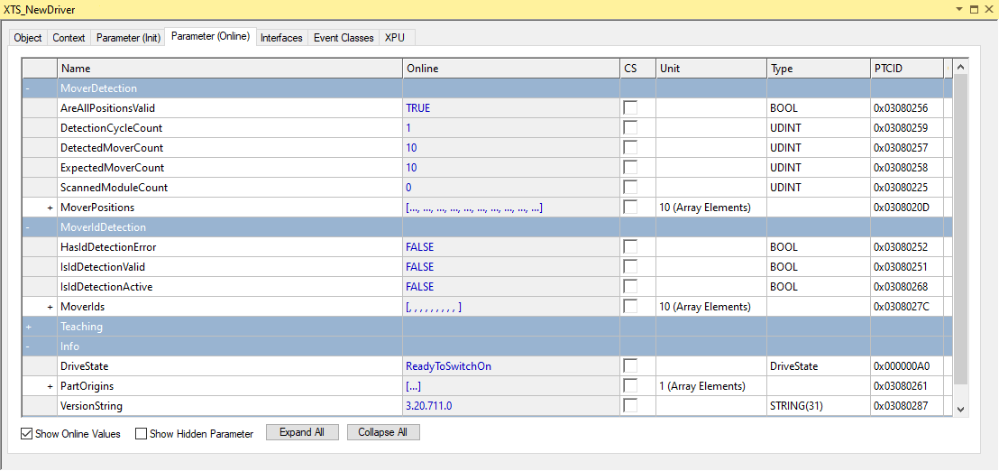 XTS_NewDriver
Object Context Parameter (Init) Parameter (Online) Interfaces Event Classes XPU
Name Online CS Unit Type PTCID
- MoverDetection
AreAllPositionsValid TRUE BOOL 0x03080256
DetectionCycleCount 1 UDINT 0x03080259
DetectedMoverCount 10 UDINT 0x03080257
ExpectedMoverCount 10 UDINT 0x03080258
ScannedModuleCount 0 UDINT 0x03080225
+ MoverPositions [..., ..., ..., ..., ..., ..., ..., ..., ..., ...] 10 (Array Elements) 0x0308020D
- MoverIdDetection
HasIdDetectionError FALSE BOOL 0x03080252
IsIdDetectionValid FALSE BOOL 0x03080251
IsIdDetectionActive FALSE BOOL 0x03080268
+ MoverIds [, , , , , , , , , ] 10 (Array Elements) 0x0308027C
+ Teaching
- Info
DriveState ReadyToSwitchOn DriveState 0x000000A0
+ PartOrigins [...] 1 (Array Elements) 0x03080261
VersionString 3.20.711.0 STRING(31) 0x03080287
Show Online Values Show Hidden Parameter Expand All Collapse All